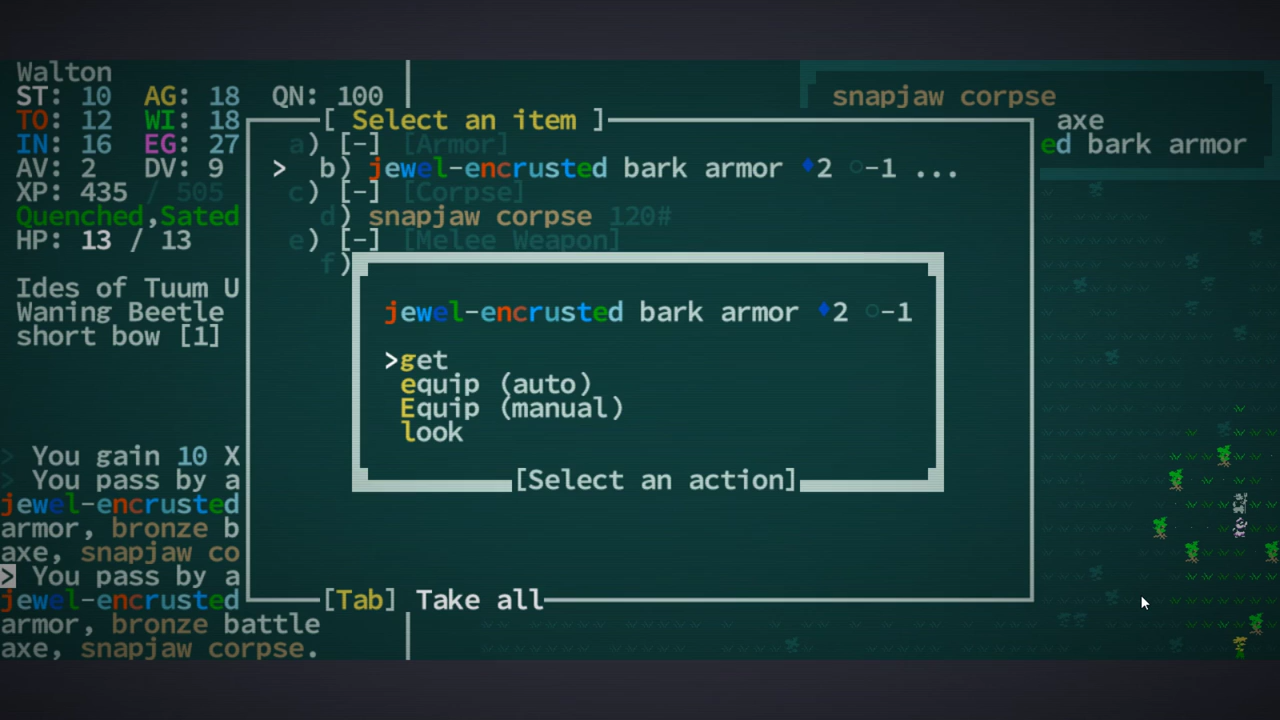 Walton
ST: 10 AG: 18 QN: 100
TO: 12 WI: 18
IN: 16 EG: 27
AV: 2 DV: 9
XP: 435 / 505
Quenched,Sated
HP: 13 / 13
Ides of Tuum U
Waning Beetle
short bow [1]
> You gain 10 X
> You pass by a
jewel-encrusted
armor, bronze b
axe, snapjaw co
> You pass by a
jewel-encrusted
armor, bronze battle
axe, snapjaw corpse.
[ Select an item ]
a) [-] [Armor]
> b) jewel-encrusted bark armor ♦2 ○-1 ...
c) [-] [Corpse]
d) snapjaw corpse 120#
e) [-] [Melee Weapon]
f)
jewel-encrusted bark armor ♦2 ○-1
>get
equip (auto)
Equip (manual)
look
[Select an action]
[Tab] Take all
snapjaw corpse
axe
ed bark armor